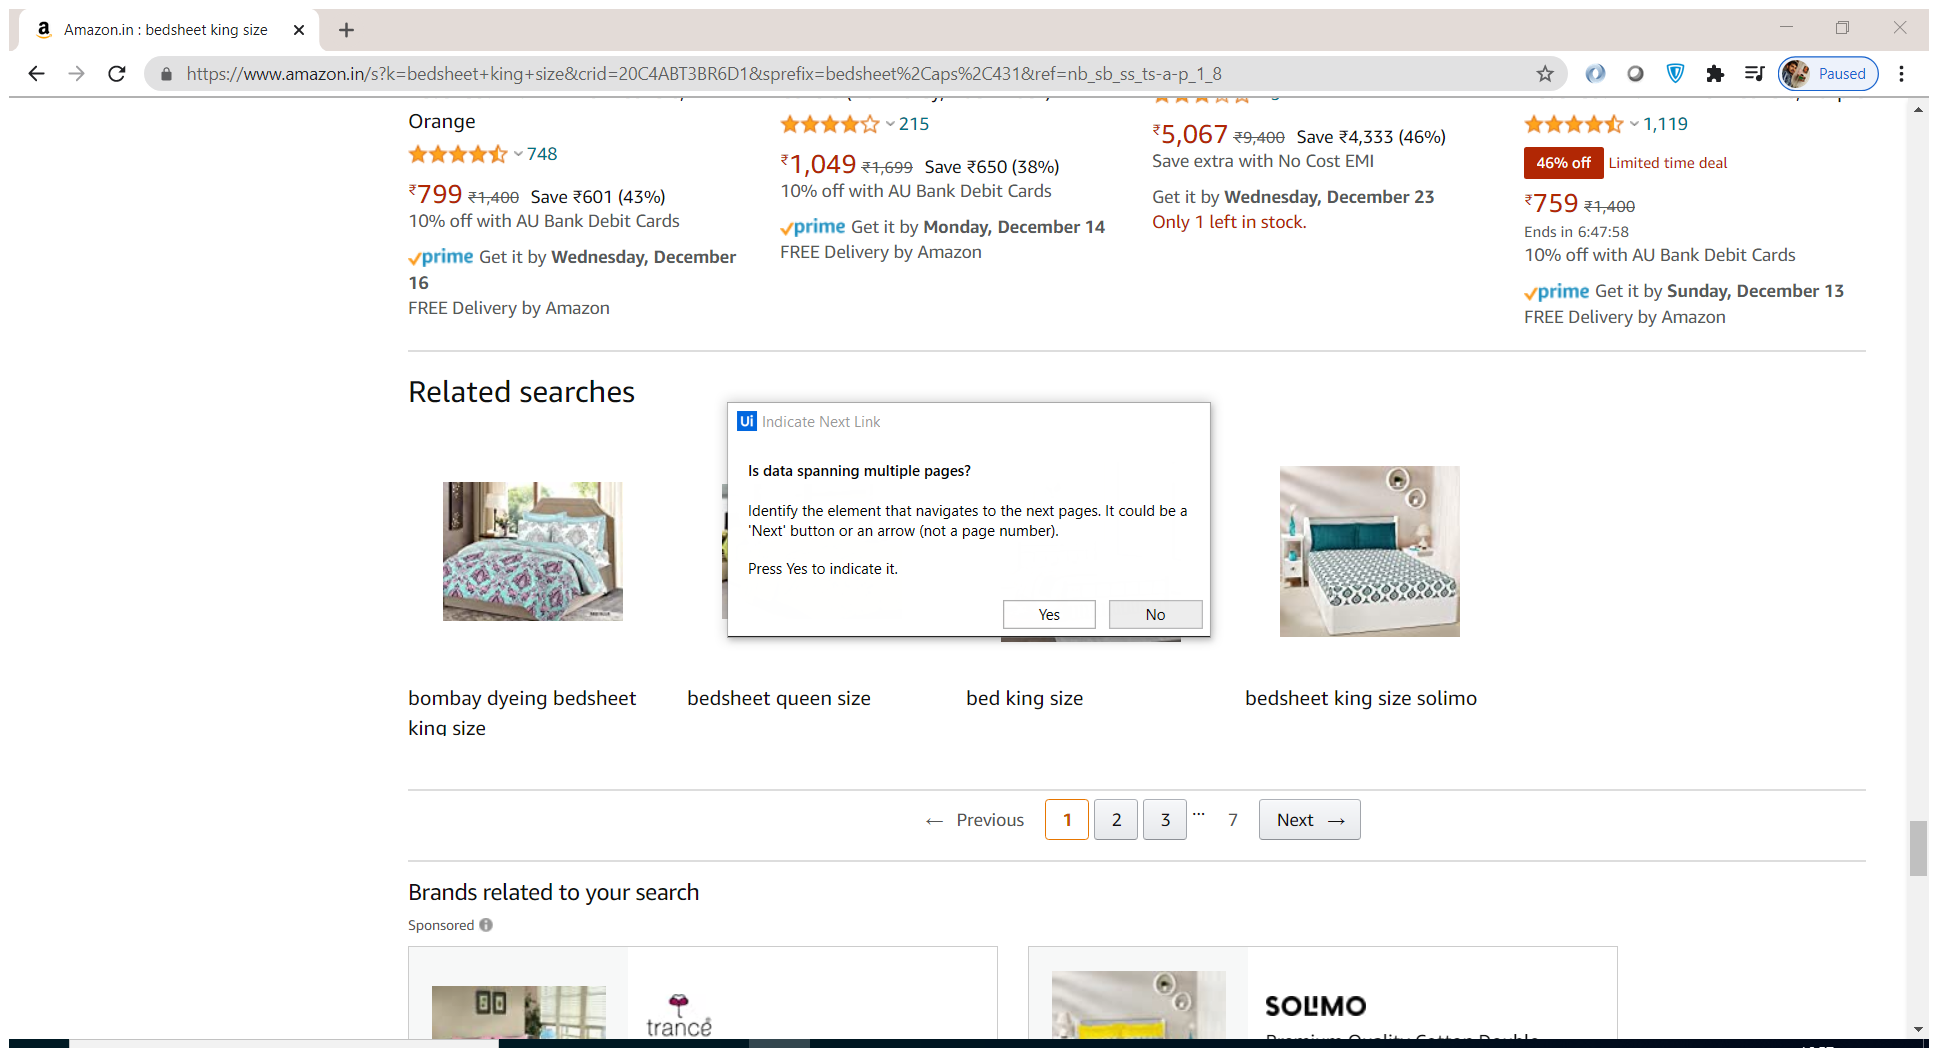 Amazon.in : bedsheet king size
https://www.amazon.in/s?k=bedsheet+king+size&crid=20C4ABT3BR6D1&sprefix=bedsheet%2Caps%2C431&ref=nb_sb_ss_ts-a-p_1_8
Paused
Orange
748
₹799 ₹1,400 Save ₹601 (43%)
10% off with AU Bank Debit Cards
prime Get it by Wednesday, December
16
FREE Delivery by Amazon
215
₹1,049 ₹1,699 Save ₹650 (38%)
10% off with AU Bank Debit Cards
prime Get it by Monday, December 14
FREE Delivery by Amazon
₹5,067 ₹9,400 Save ₹4,333 (46%)
Save extra with No Cost EMI
Get it by Wednesday, December 23
Only 1 left in stock.
1,119
46% off Limited time deal
₹759 ₹1,400
Ends in 6:47:58
10% off with AU Bank Debit Cards
prime Get it by Sunday, December 13
FREE Delivery by Amazon
Related searches
Ui Indicate Next Link
Is data spanning multiple pages?
Identify the element that navigates to the next pages. It could be a
'Next' button or an arrow (not a page number).
Press Yes to indicate it.
Yes No
bombay dyeing bedsheet
king size
bedsheet queen size
bed king size
bedsheet king size solimo
← Previous 1 2 3 ... 7 Next →
Brands related to your search
Sponsored
trancē
SOLIMO
Premium Quality Cotton Double